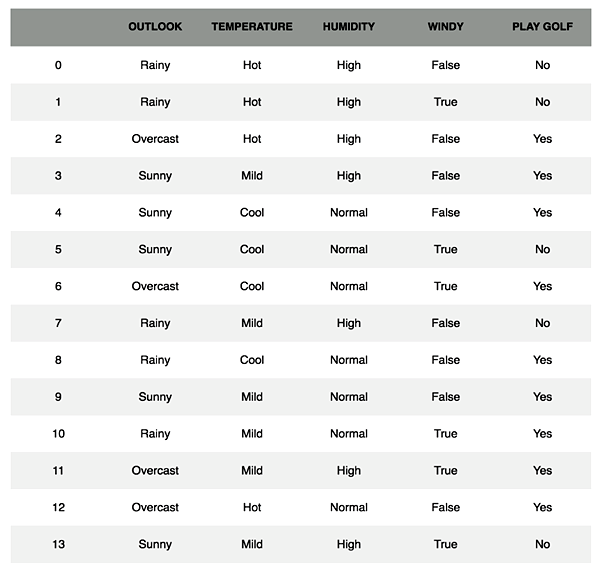 OUTLOOK TEMPERATURE HUMIDITY WINDY PLAY GOLF
0 Rainy Hot High False No
1 Rainy Hot High True No
2 Overcast Hot High False Yes
3 Sunny Mild High False Yes
4 Sunny Cool Normal False Yes
5 Sunny Cool Normal True No
6 Overcast Cool Normal True Yes
7 Rainy Mild High False No
8 Rainy Cool Normal False Yes
9 Sunny Mild Normal False Yes
10 Rainy Mild Normal True Yes
11 Overcast Mild High True Yes
12 Overcast Hot Normal False Yes
13 Sunny Mild High True No